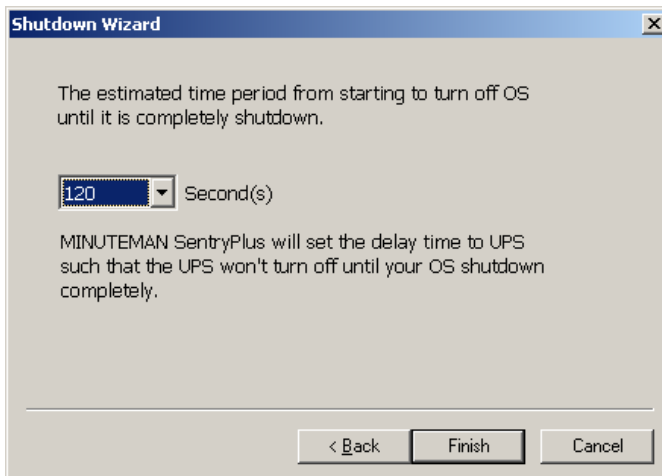 Shutdown Wizard
The estimated time period from starting to turn off OS
until it is completely shutdown.
120 Second(s)
MINUTEMAN SentryPlus will set the delay time to UPS
such that the UPS won't turn off until your OS shutdown
completely.
< Back Finish Cancel